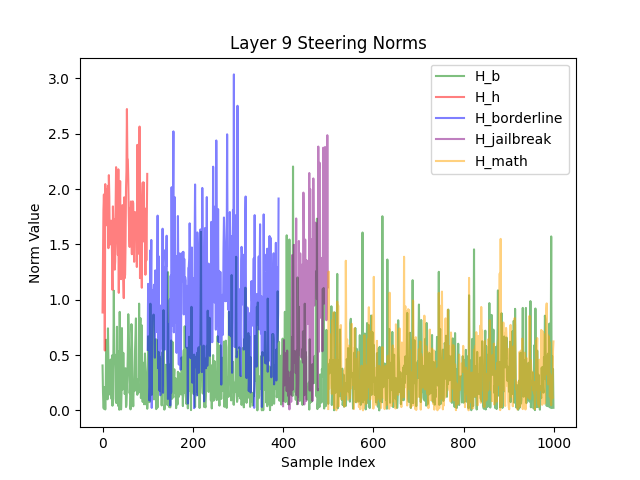 Layer 9 Steering Norms
H_b
H_h
H_borderline
H_jailbreak
H_math
Norm Value
3.0
2.5
2.0
1.5
1.0
0.5
0.0
0
200
400
600
800
1000
Sample Index